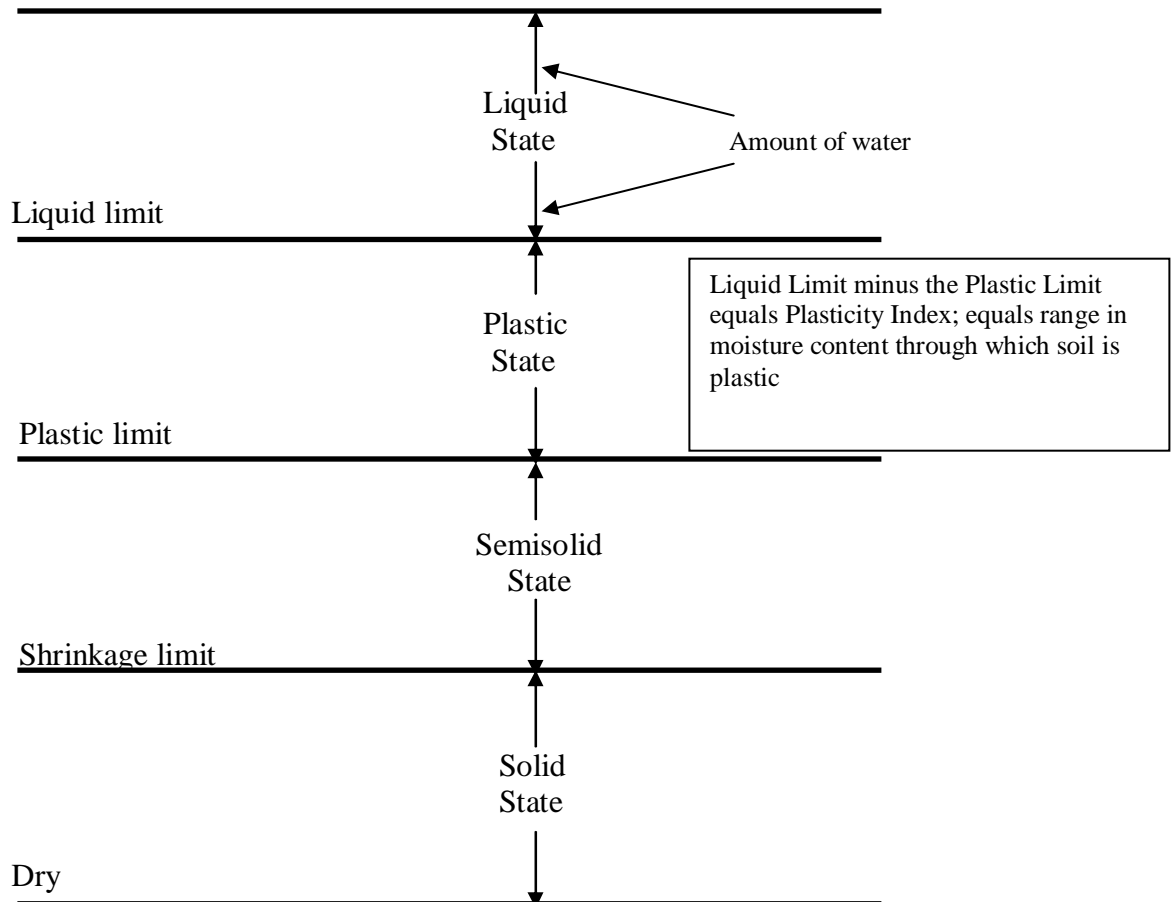 Liquid
State
Amount of water
Liquid limit
Liquid Limit minus the Plastic Limit
equals Plasticity Index; equals range in
moisture content through which soil is
plastic
Plastic
State
Plastic limit
Semisolid
State
Shrinkage limit
Solid
State
Dry